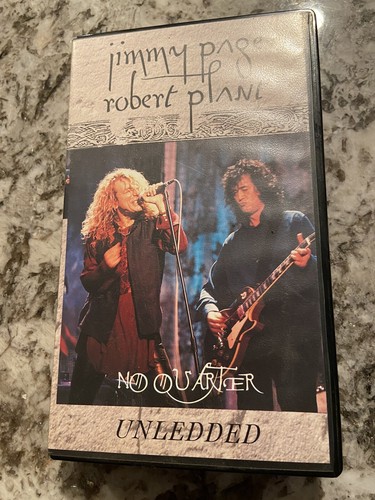 jimmy page
robert plant
NO QUARTER
UNLEDDED